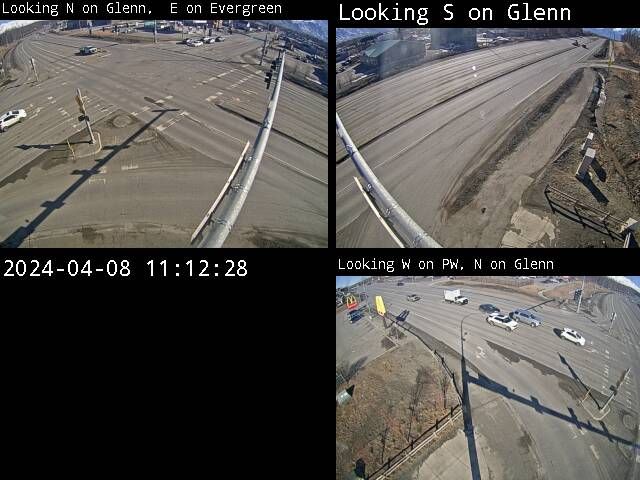 Looking N on Glenn,  E on Evergreen
Looking S on Glenn
2024-04-08 11:12:28
Looking W on PW, N on Glenn